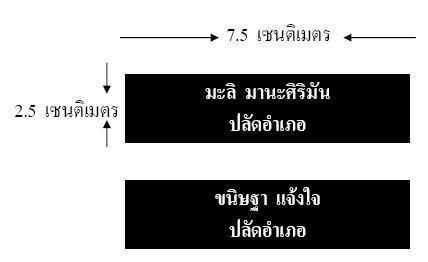 7.5 เซนติเมตร
มะลิ มานะศิริมัน
ปลัดอำเภอ
2.5 เซนติเมตร
ขนิษฐา แจ้งใจ
ปลัดอำเภอ